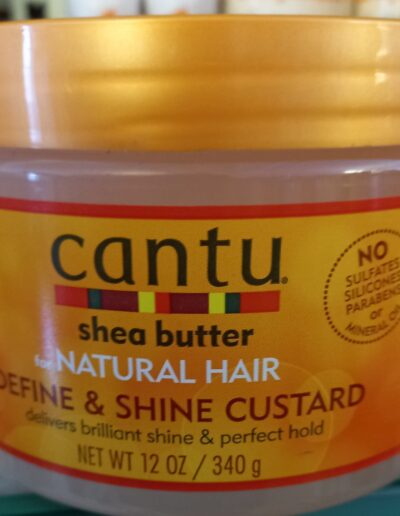 cantu®
shea butter
for NATURAL HAIR
DEFINE & SHINE CUSTARD
delivers brilliant shine & perfect hold
NET WT 12 OZ / 340 g
NO
SULFATES
SILICONES
PARABENS
or
MINERAL